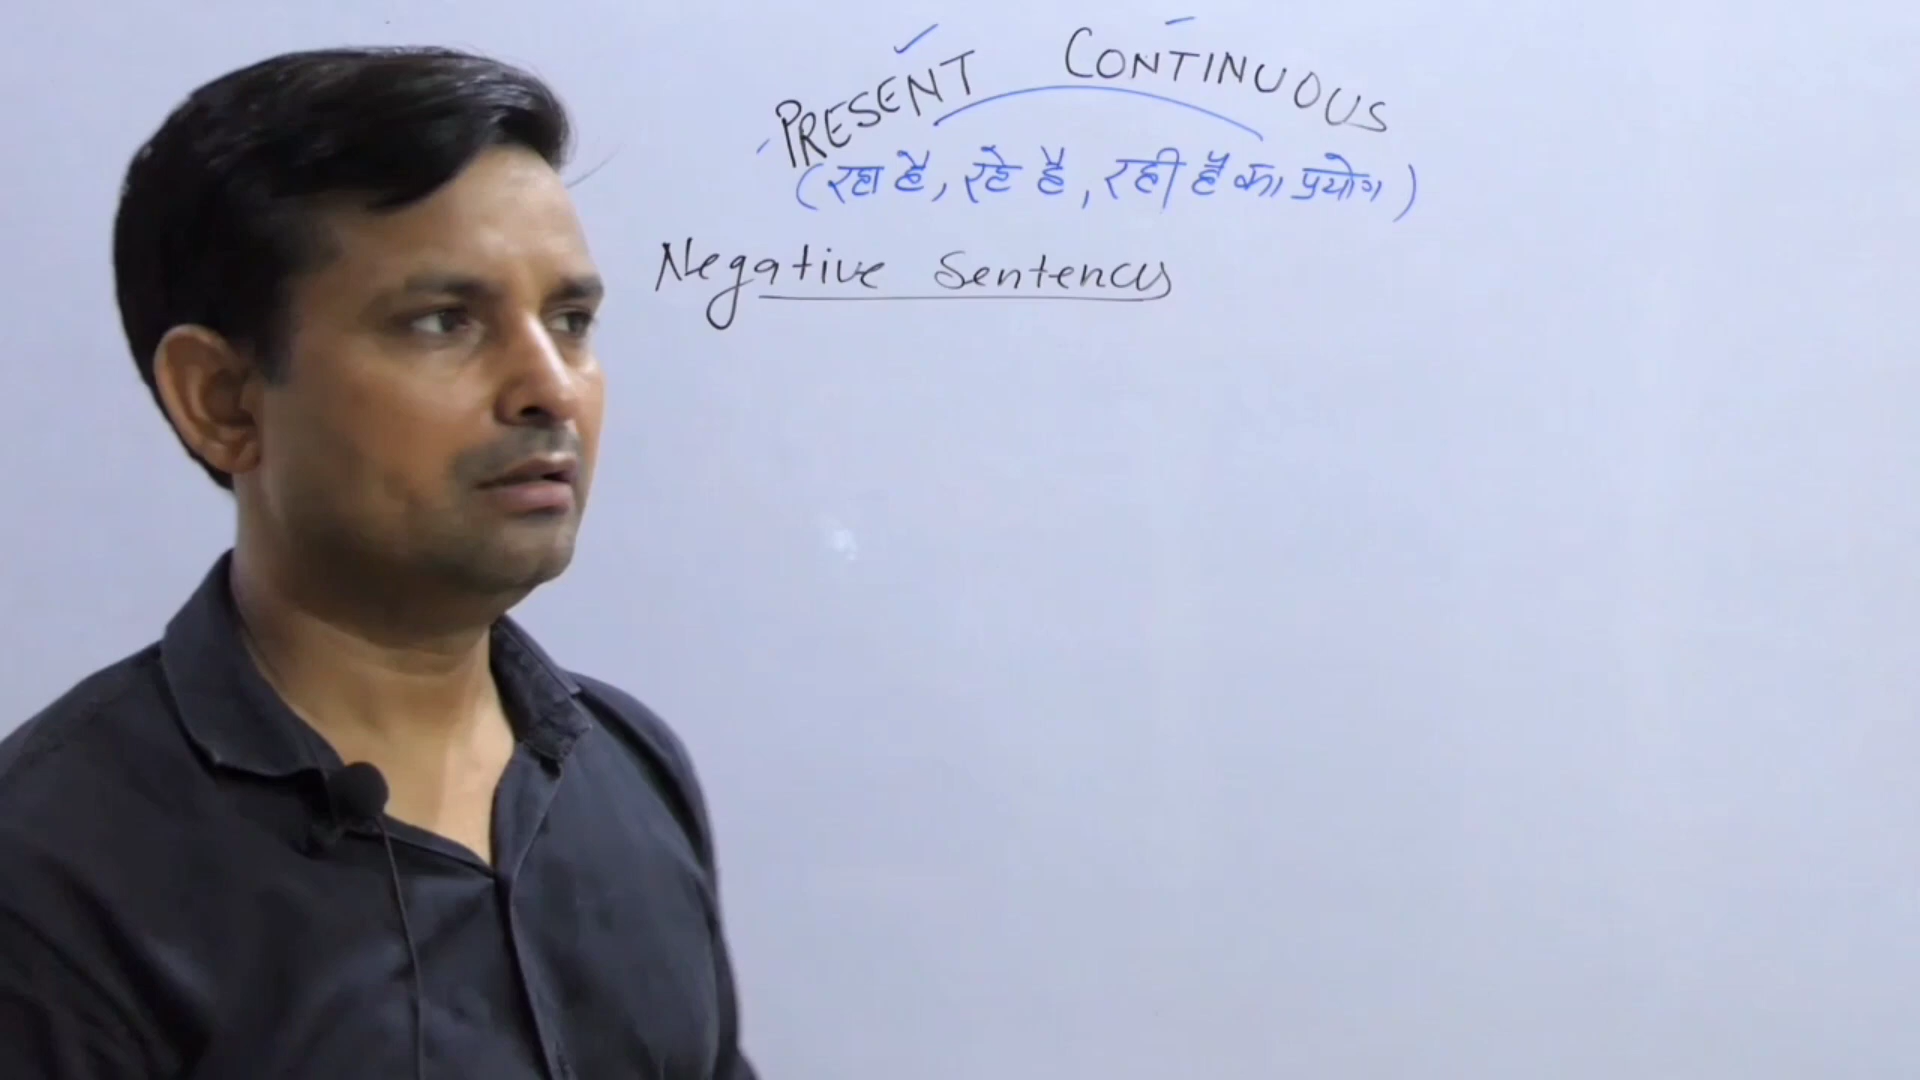 PRESENT CONTINUOUS
(रहा है, रहे है, रही है का प्रयोग)
Negative Sentences